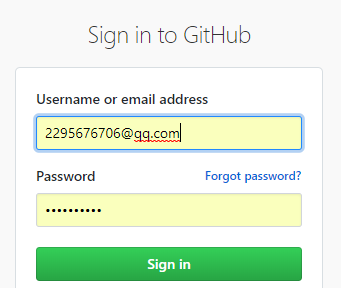 Sign in to GitHub
Username or email address
2295676706@qq.com
Password Forgot password?
••••••••••
Sign in